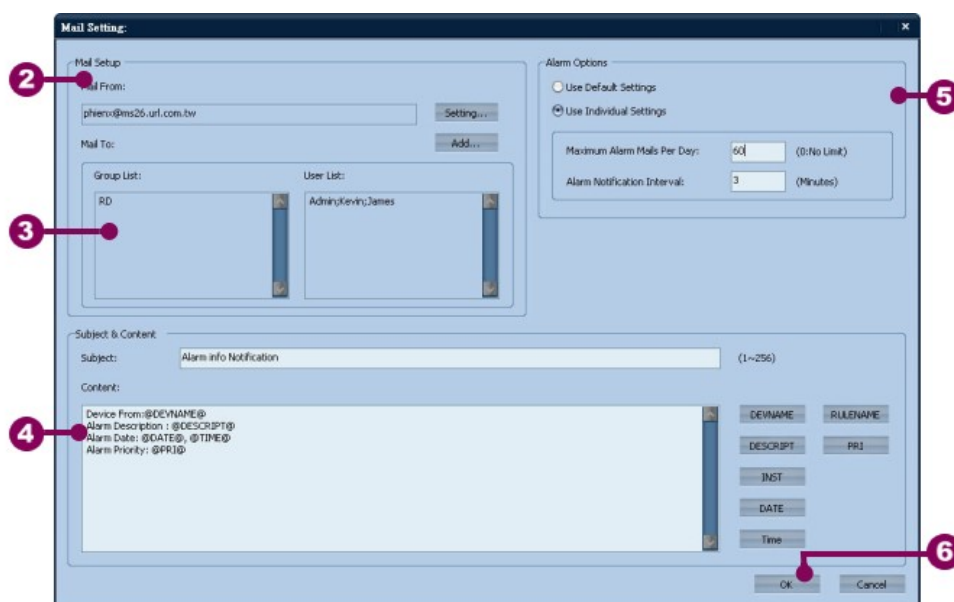 Mail Setting:
2
Mail Setup
Mail From:
phienx@ms26.url.com.tw
Setting...
Mail To:
Add...
Group List:
User List:
3
RD
Admin;Kevin;James
Alarm Options
5
Use Default Settings
Use Individual Settings
Maximum Alarm Mails Per Day:
60
(0:No Limit)
Alarm Notification Interval:
3
(Minutes)
Subject & Content
Subject:
Alarm info Notification
(1~256)
Content:
4
Device From:@DEVNAME@
Alarm Description : @DESCRIPT@
Alarm Date: @DATE@, @TIME@
Alarm Priority: @PRI@
DEVNAME
RULENAME
DESCRIPT
PRI
INST
DATE
Time
6
OK
Cancel